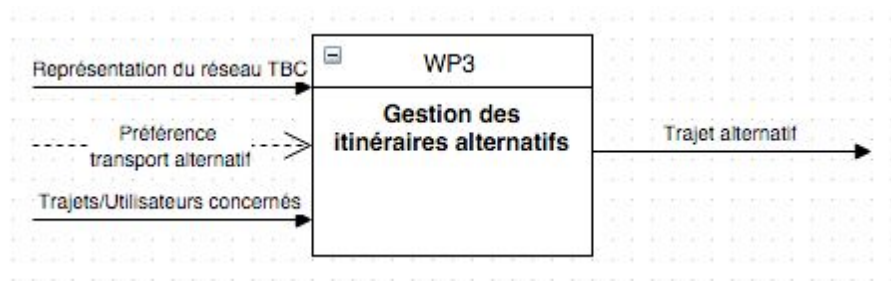 Représentation du réseau TBC
WP3
Gestion des
itinéraires alternatifs
Préférence
transport alternatif
Trajets/Utilisateurs concernés
Trajet alternatif